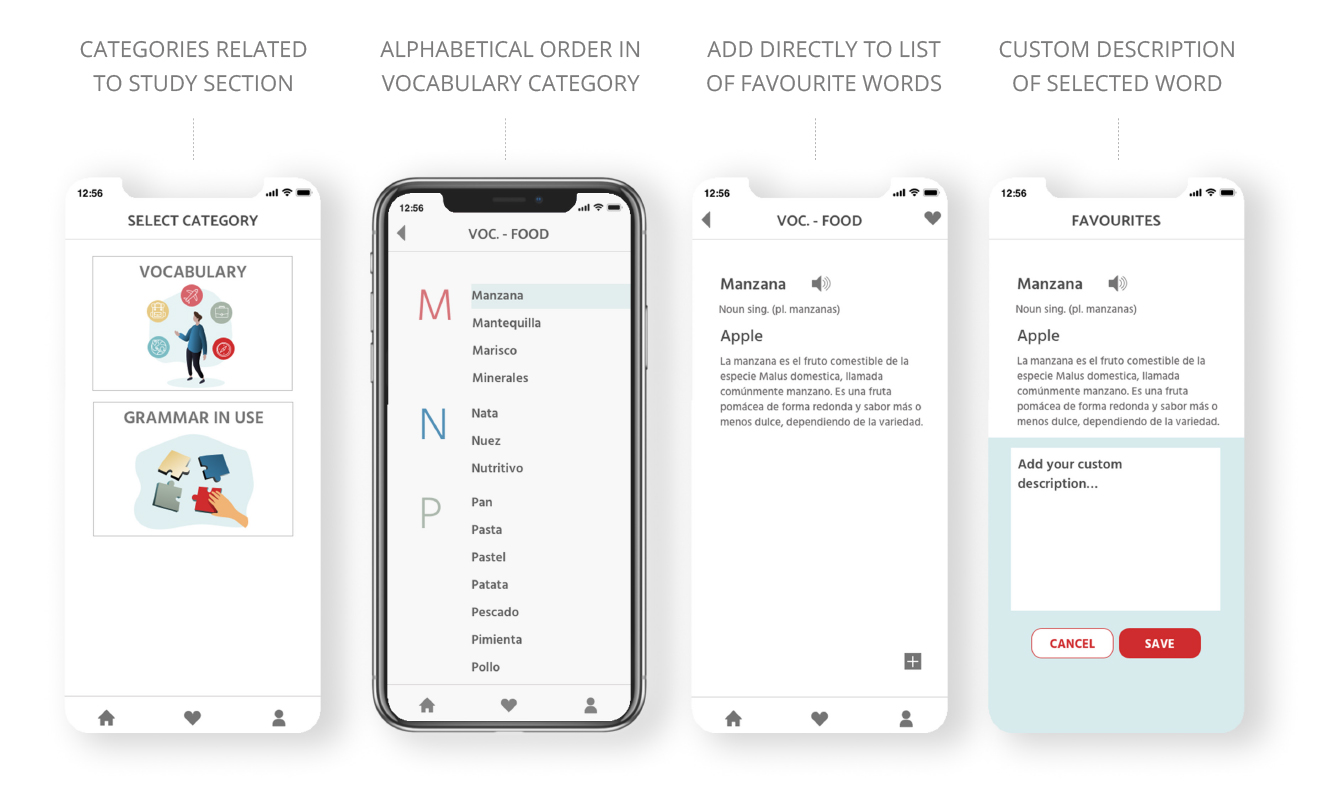 CATEGORIES RELATED
TO STUDY SECTION
ALPHABETICAL ORDER IN
VOCABULARY CATEGORY
ADD DIRECTLY TO LIST
OF FAVOURITE WORDS
CUSTOM DESCRIPTION
OF SELECTED WORD
12:56
SELECT CATEGORY
VOCABULARY
GRAMMAR IN USE
12:56
VOC. - FOOD
M
Manzana
Mantequilla
Marisco
Minerales
N
Nata
Nuez
Nutritivo
P
Pan
Pasta
Pastel
Patata
Pescado
Pimienta
Pollo
12:56
VOC. - FOOD
Manzana
Noun sing. (pl. manzanas)
Apple
La manzana es el fruto comestible de la
especie Malus domestica, llamada
comúnmente manzano. Es una fruta
pomácea de forma redonda y sabor más o
menos dulce, dependiendo de la variedad.
12:56
FAVOURITES
Manzana
Noun sing. (pl. manzanas)
Apple
La manzana es el fruto comestible de la
especie Malus domestica, llamada
comúnmente manzano. Es una fruta
pomácea de forma redonda y sabor más o
menos dulce, dependiendo de la variedad.
Add your custom
description...
CANCEL
SAVE